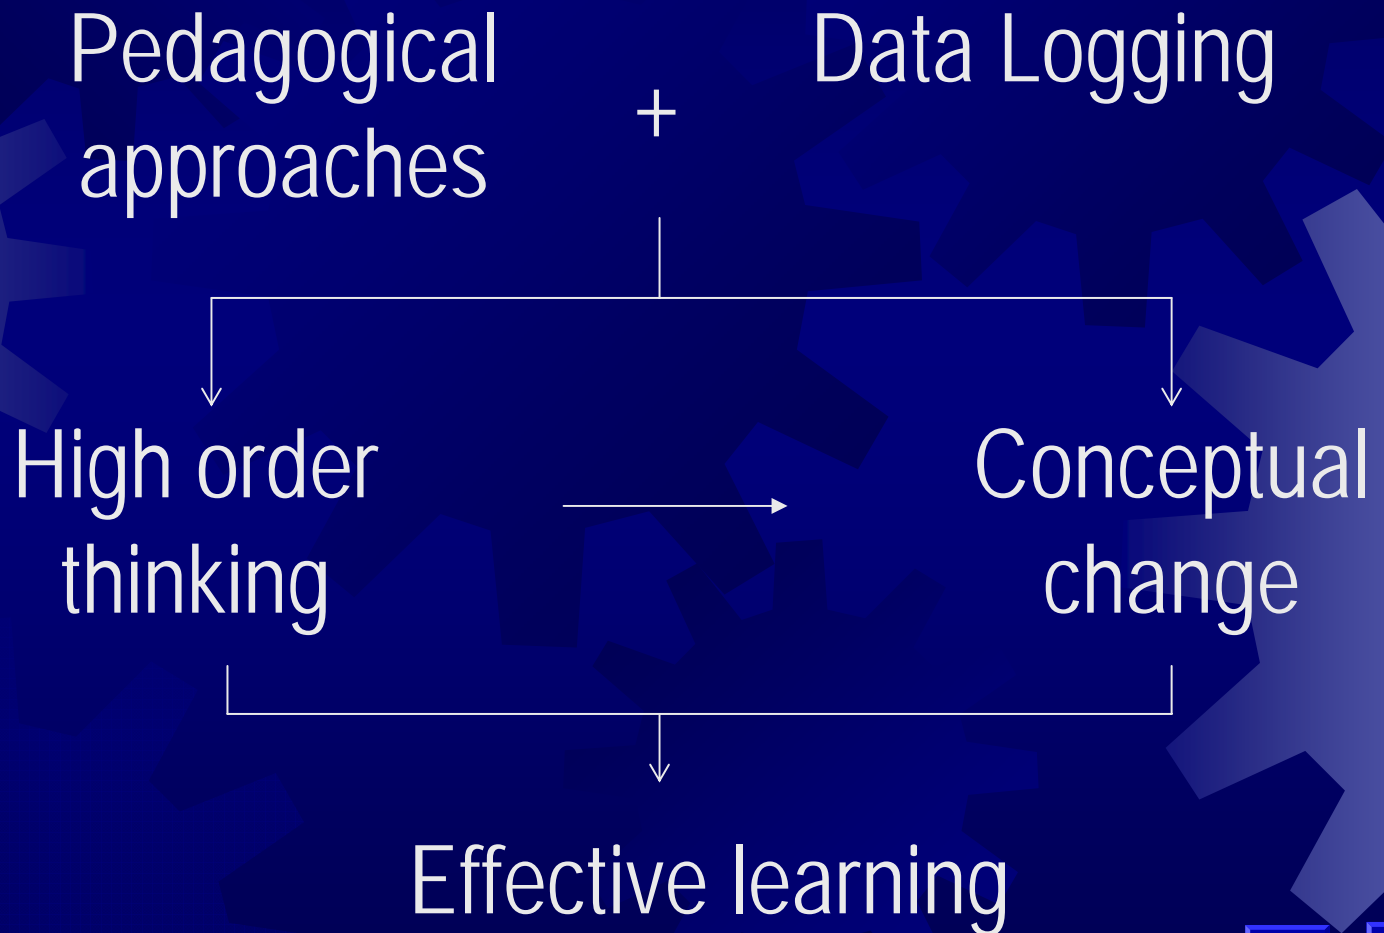 Pedagogical
approaches
+
Data Logging
High order
thinking
Conceptual
change
Effective learning